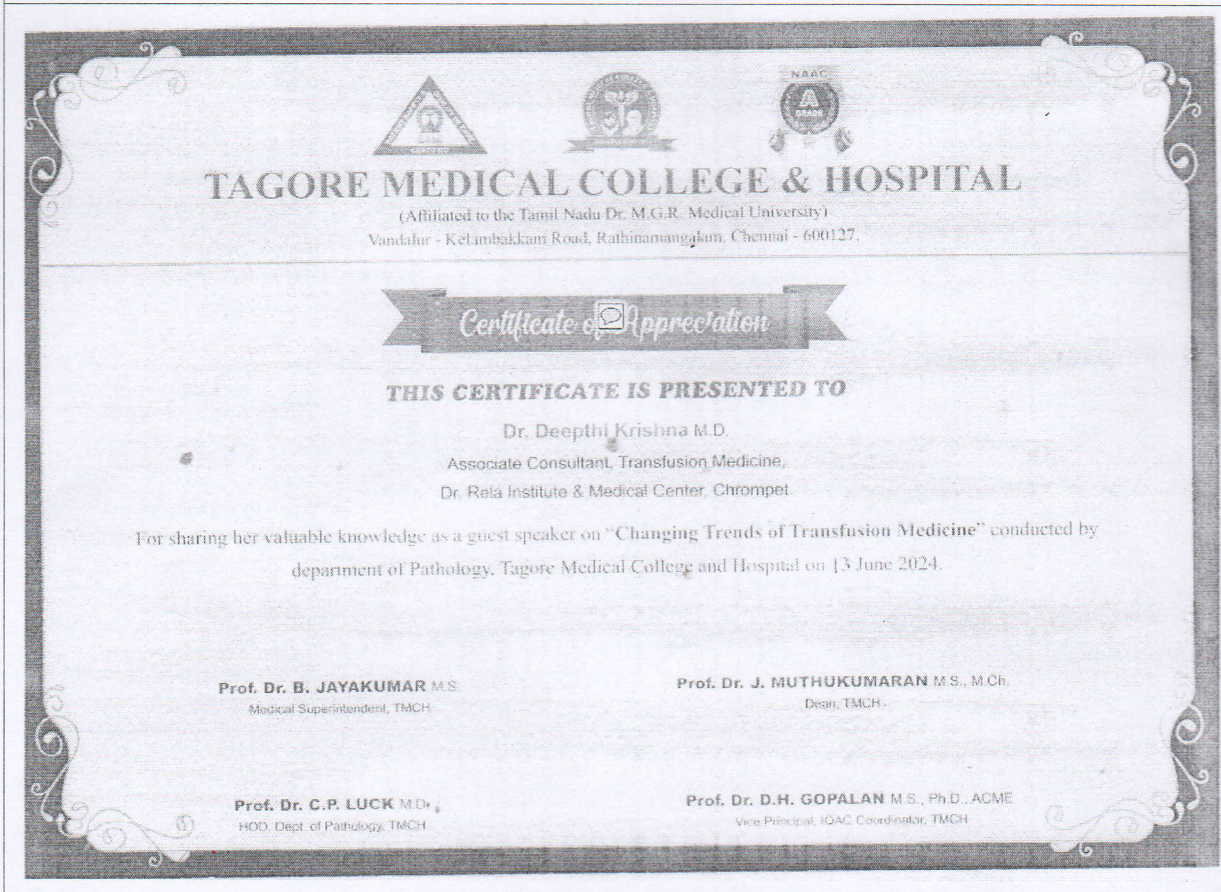 NAAC
A
GRADE
TAGORE MEDICAL COLLEGE & HOSPITAL
(Affiliated to the Tamil Nadu Dr. M.G.R. Medical University)
Vandalur - Kelambakkam Road, Rathinamangalam, Chennai - 600127.
Certificate of Appreciation
THIS CERTIFICATE IS PRESENTED TO
Dr. Deepthi Krishna M.D.
Associate Consultant, Transfusion Medicine,
Dr. Rela Institute & Medical Center, Chrompet.
For sharing her valuable knowledge as a guest speaker on “Changing Trends of Transfusion Medicine” conducted by
department of Pathology, Tagore Medical College and Hospital on 13 June 2024.
Prof. Dr. B. JAYAKUMAR M.S.
Medical Superintendent, TMCH
Prof. Dr. J. MUTHUKUMARAN M.S., M.Ch.
Dean, TMCH
Prof. Dr. C.P. LUCK M.D.
HOD, Dept. of Pathology, TMCH
Prof. Dr. D.H. GOPALAN M.S., Ph.D., ACME
Vice Principal, IQAC Coordinator, TMCH